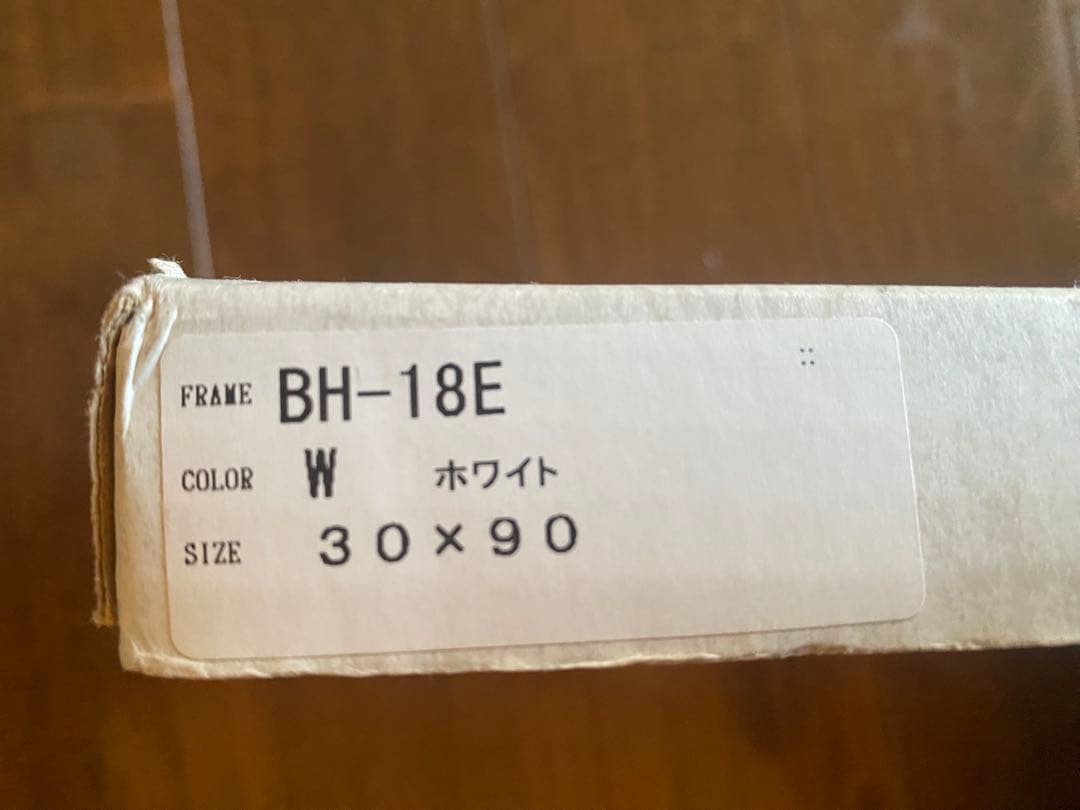 FRAME BH-18E
COLOR W ホワイト
SIZE 30×90